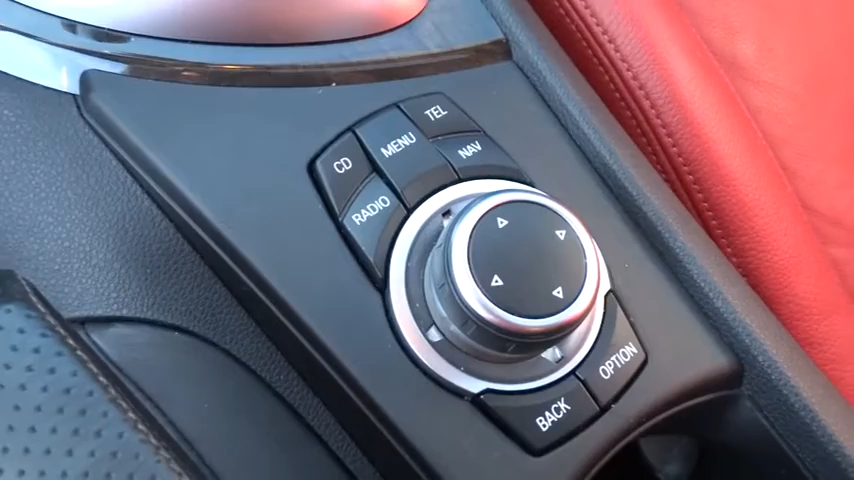 CD
MENU
TEL
RADIO
NAV
BACK
OPTION